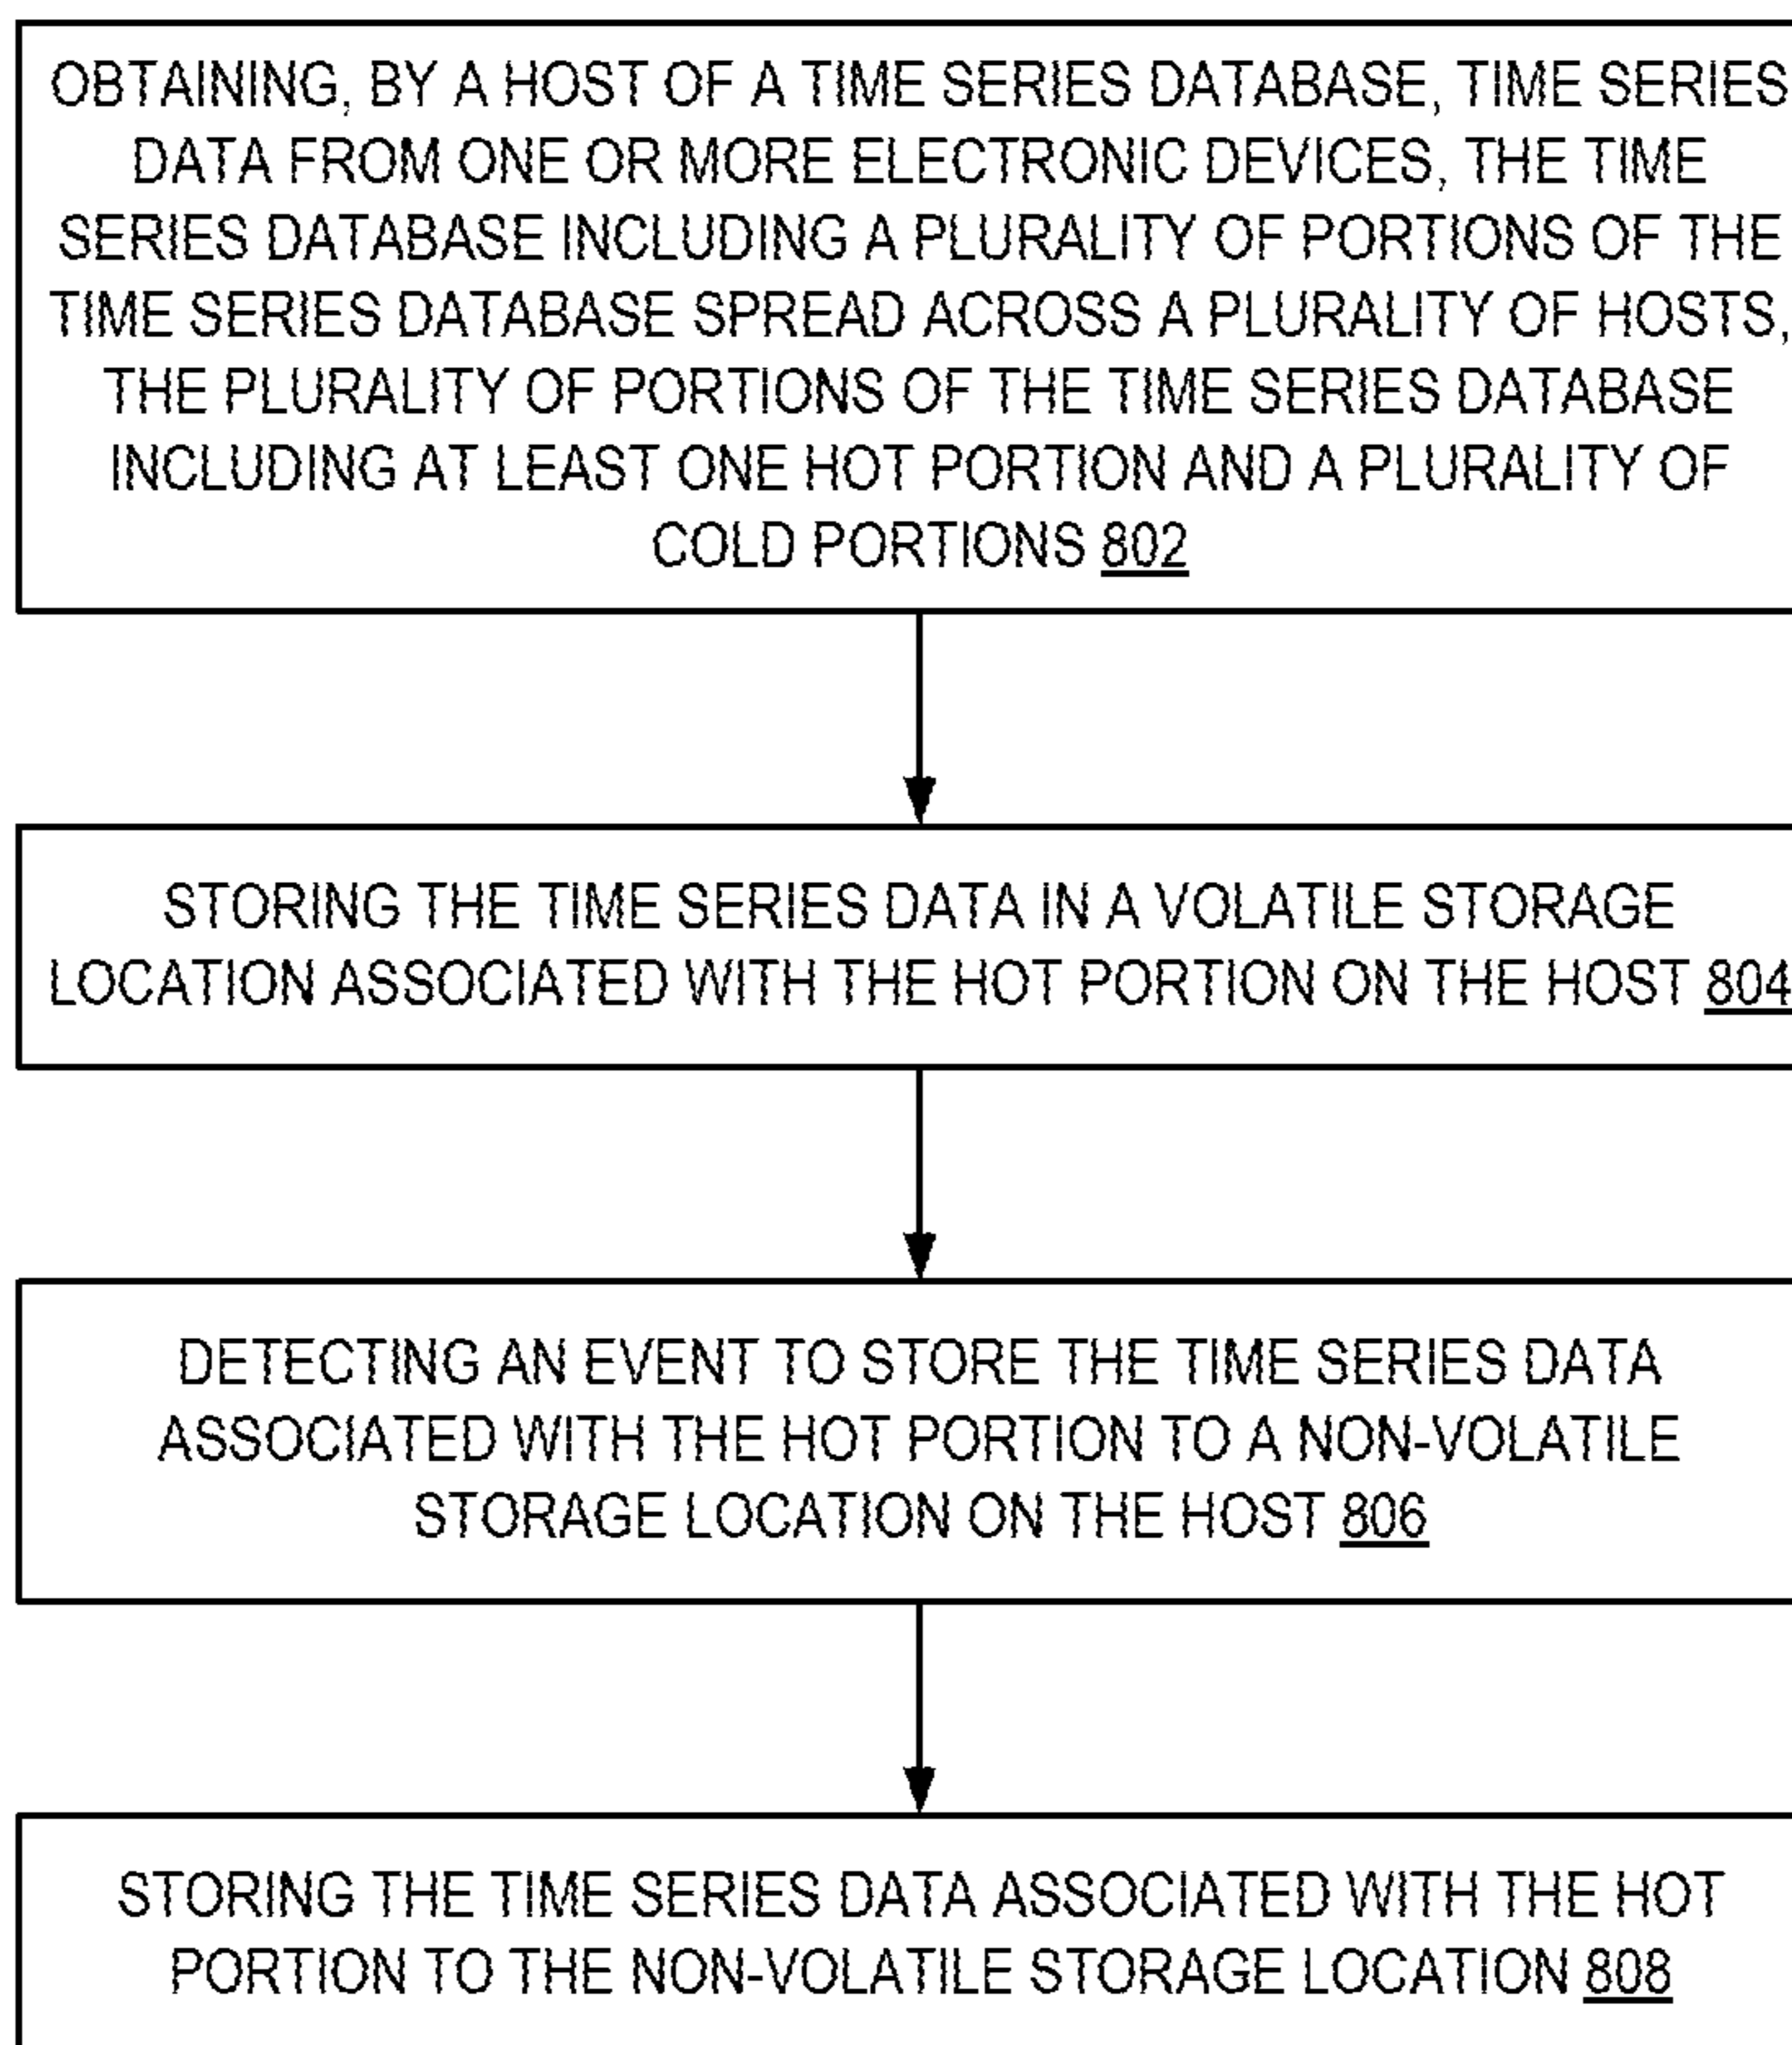 OBTAINING, BY A HOST OF A TIME SERIES DATABASE, TIME SERIES
DATA FROM ONE OR MORE ELECTRONIC DEVICES, THE TIME
SERIES DATABASE INCLUDING A PLURALITY OF PORTIONS OF THE
TIME SERIES DATABASE SPREAD ACROSS A PLURALITY OF HOSTS,
THE PLURALITY OF PORTIONS OF THE TIME SERIES DATABASE
INCLUDING AT LEAST ONE HOT PORTION AND A PLURALITY OF
COLD PORTIONS 802
STORING THE TIME SERIES DATA IN A VOLATILE STORAGE
LOCATION ASSOCIATED WITH THE HOT PORTION ON THE HOST 804
DETECTING AN EVENT TO STORE THE TIME SERIES DATA
ASSOCIATED WITH THE HOT PORTION TO A NON-VOLATILE
STORAGE LOCATION ON THE HOST 806
STORING THE TIME SERIES DATA ASSOCIATED WITH THE HOT
PORTION TO THE NON-VOLATILE STORAGE LOCATION 808